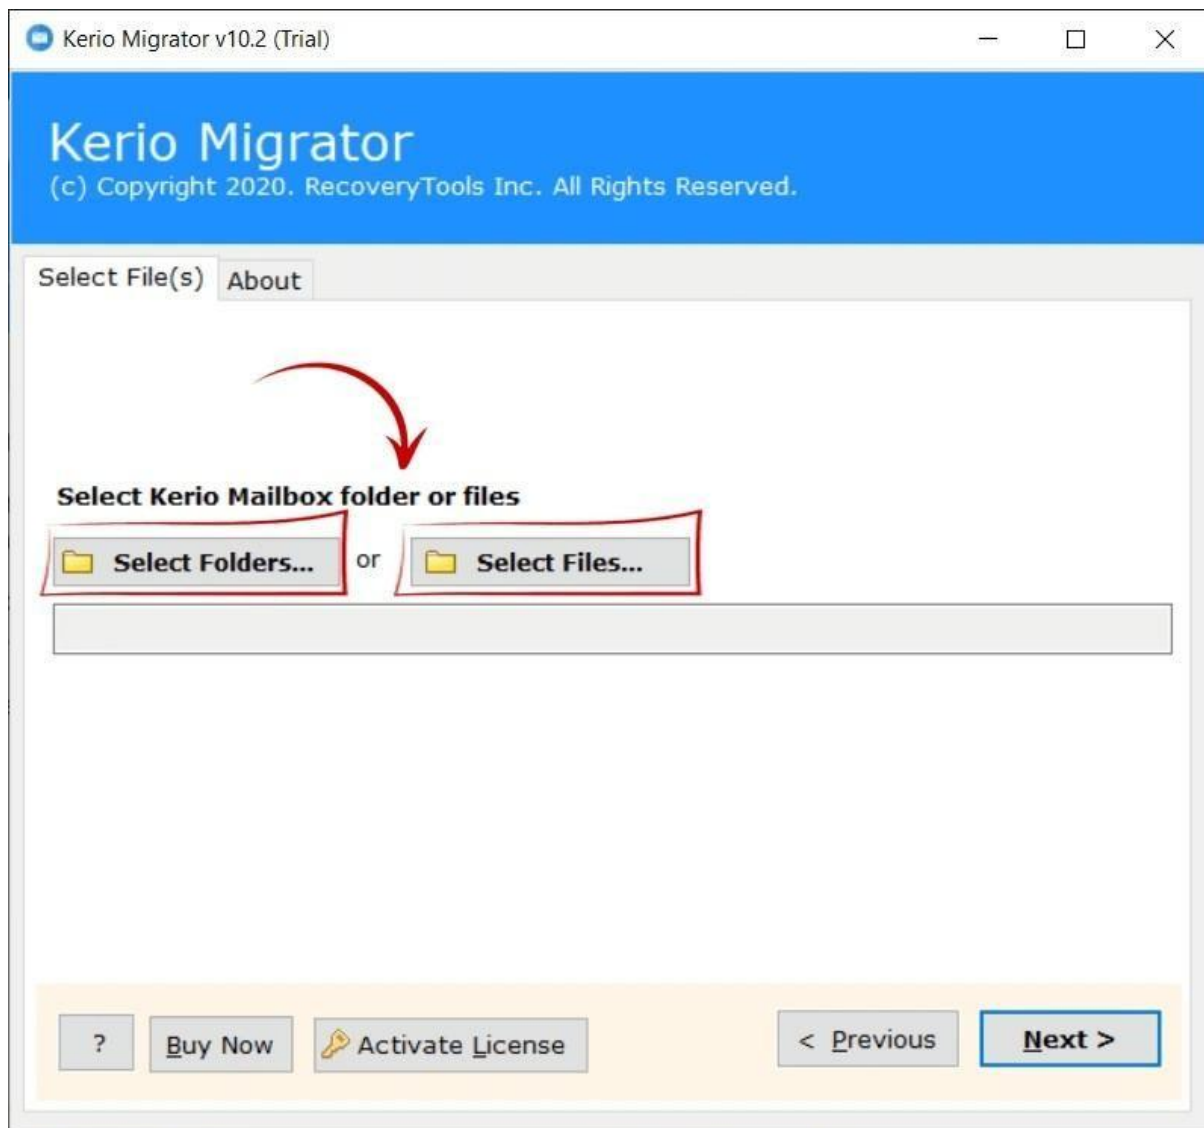 Kerio Migrator v10.2 (Trial)
Kerio Migrator
(c) Copyright 2020. RecoveryTools Inc. All Rights Reserved.
Select File(s) About
Select Kerio Mailbox folder or files
Select Folders... or Select Files...
? Buy Now Activate License < Previous Next >